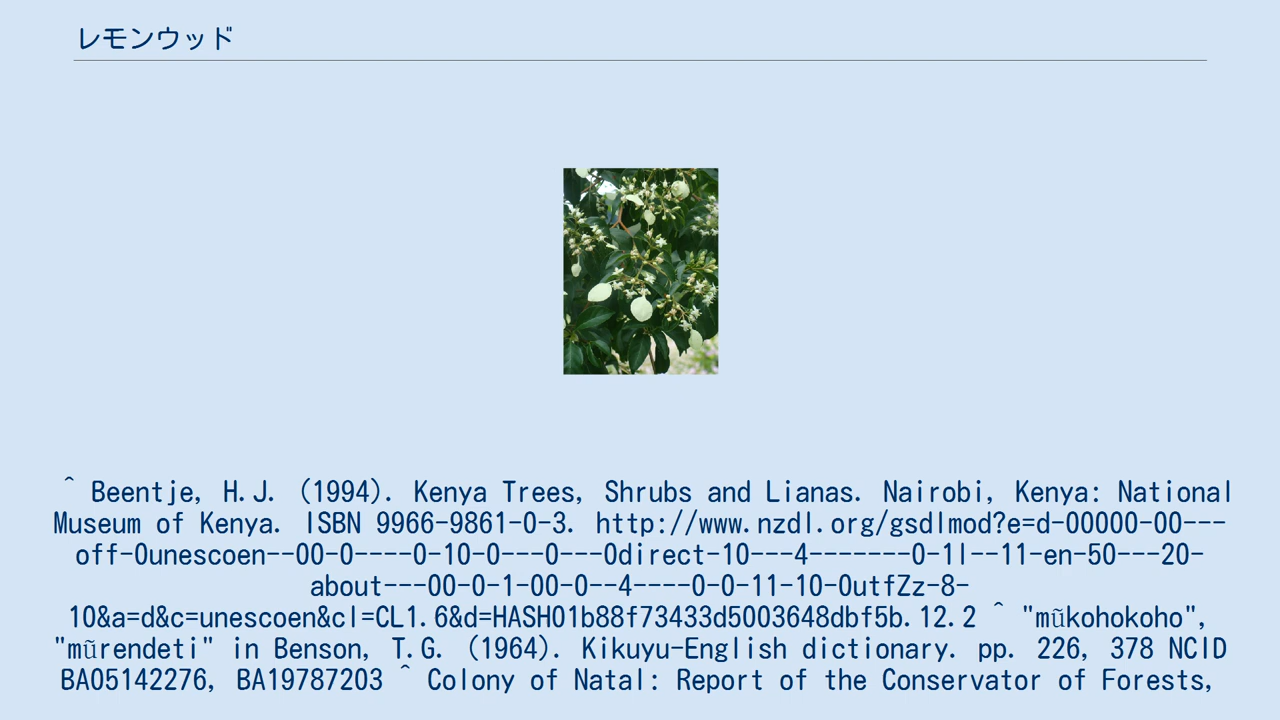 レモンウッド
^ Beentje, H.J. (1994). Kenya Trees, Shrubs and Lianas. Nairobi, Kenya: National
Museum of Kenya. ISBN 9966-9861-0-3. http://www.nzdl.org/gsdlmod?e=d-00000-00---
off-0unescoen--00-0----0-10-0---0---0direct-10---4-------0-1l--11-en-50---20-
about---00-0-1-00-0--4----0-0-11-10-0utfZz-8-
10&a=d&c=unescoen&cl=CL1.6&d=HASH01b88f73433d5003648dbf5b.12.2 ^ "mũkohokoho",
"mũrendeti" in Benson, T.G. (1964). Kikuyu-English dictionary. pp. 226, 378 NCID
BA05142276, BA19787203 ^ Colony of Natal: Report of the Conservator of Forests,